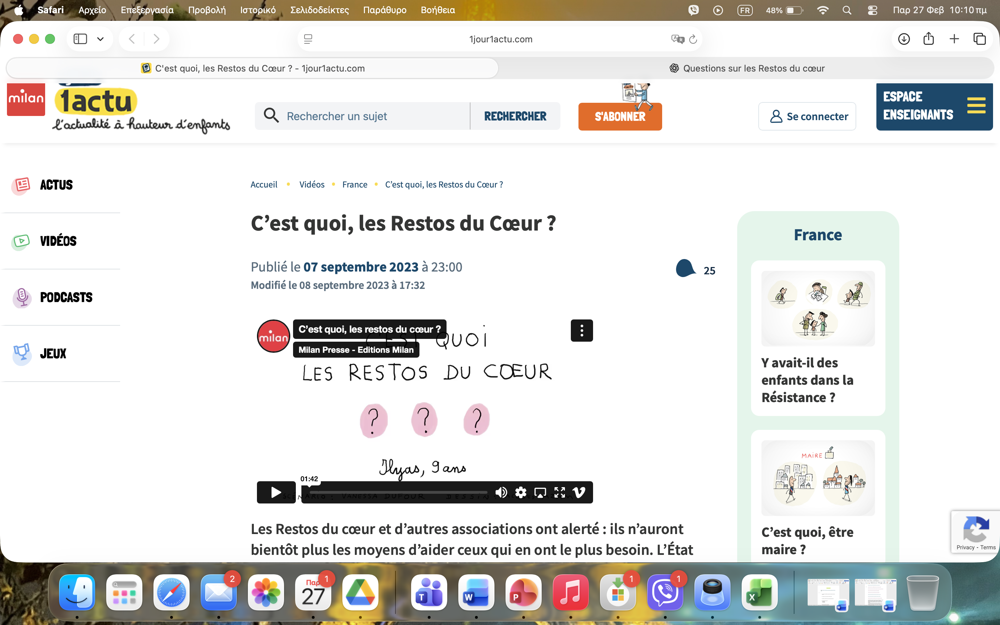 Safari Αρχείο Επεξεργασία Προβολή Ιστορικό Σελιδοδείκτες Παράθυρο Βοήθεια FR 48% Παρ 27 Φεβ 10:10 πμ
1jour1actu.com
C'est quoi, les Restos du Cœur ? - 1jour1actu.com
Questions sur les Restos du cœur
milan
1actu
l'actualité à hauteur d'enfants
Rechercher un sujet
RECHERCHER
S'ABONNER
Se connecter
ESPACE
ENSEIGNANTS
ACTUS
VIDÉOS
PODCASTS
JEUX
Accueil • Vidéos • France • C'est quoi, les Restos du Cœur ?
C'est quoi, les Restos du Cœur ?
Publié le 07 septembre 2023 à 23:00
Modifié le 08 septembre 2023 à 17:32
25
milan
C'est quoi, les restos du cœur ?
Milan Presse - Editions Milan
C'EST QUOI
LES RESTOS DU CŒUR
? ? ?
Ilyas, 9 ans
01:42
SCÉNARIO : VANESSA DUFOUR DESSIN :
Les Restos du cœur et d'autres associations ont alerté : ils n'auront
bientôt plus les moyens d'aider ceux qui en ont le plus besoin. L'État
France
Y avait-il des
enfants dans la
Résistance ?
MAIRE
C'est quoi, être
maire ?
Privacy - Terms
2
Παρ
27
1
T
W
P
1
1
X
W
W